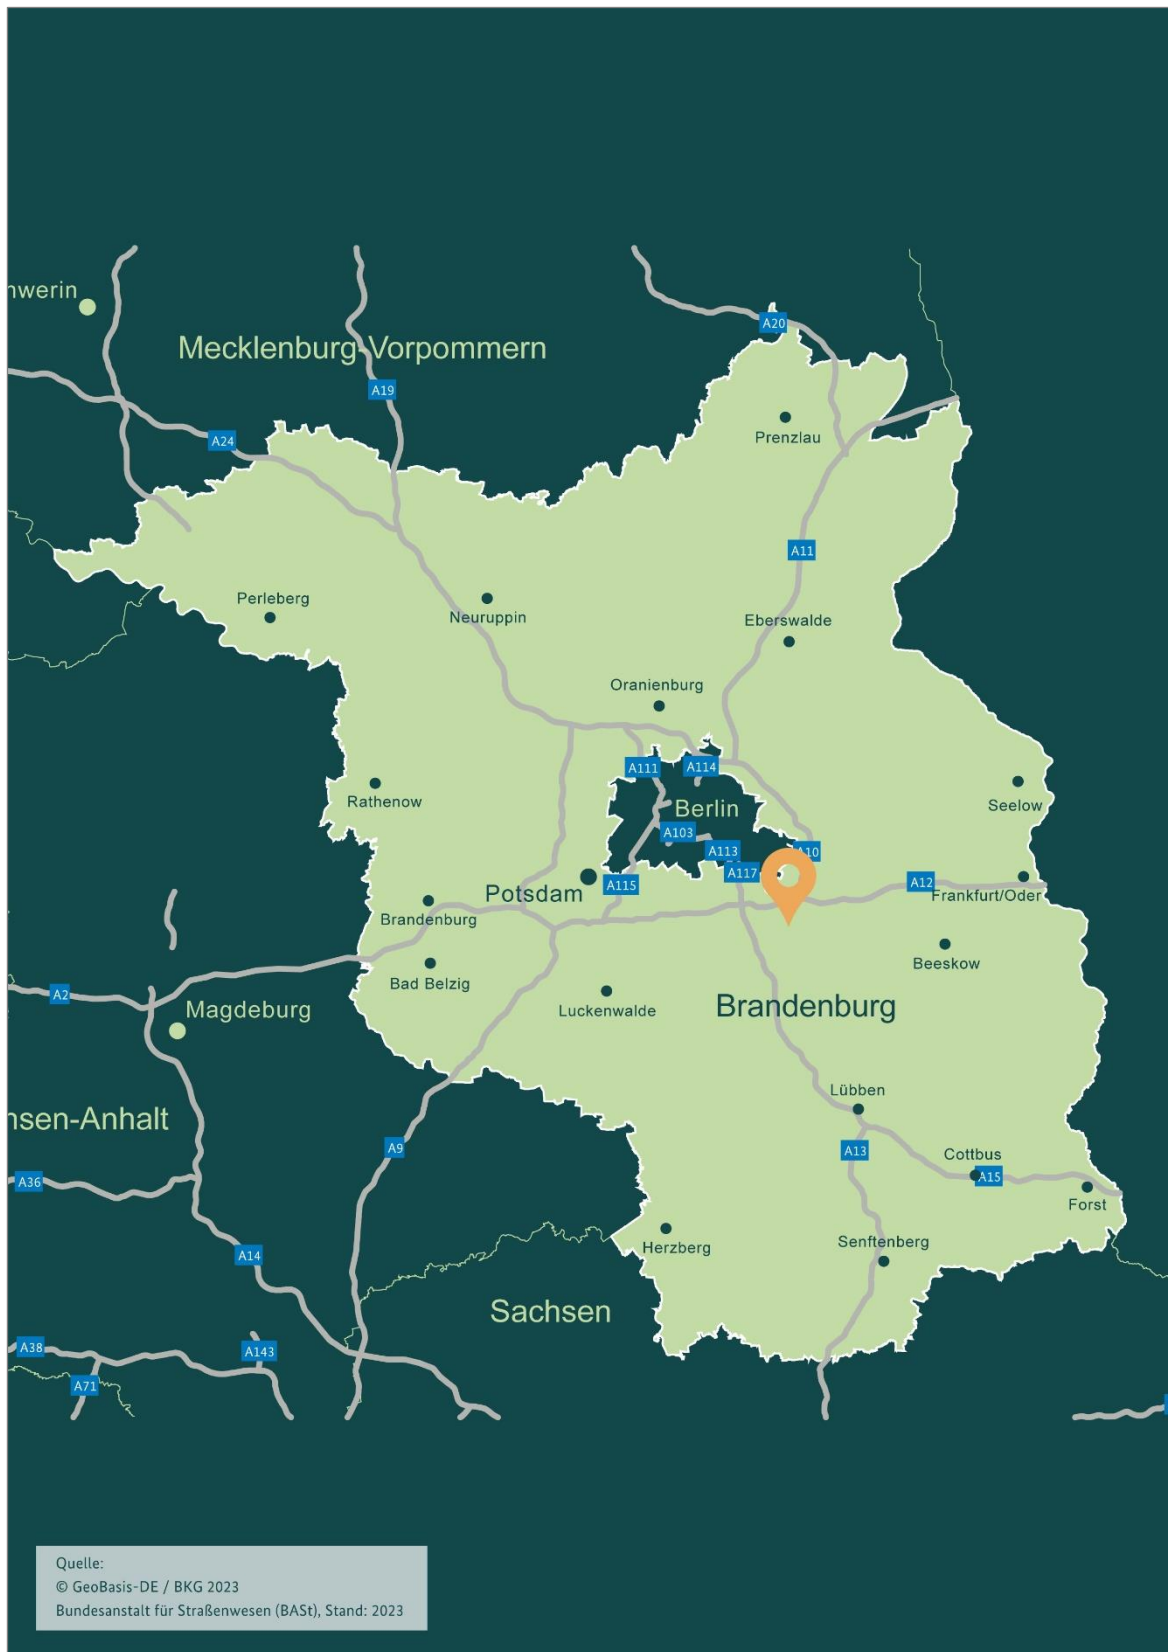 hwerin
A20
Mecklenburg-Vorpommern
A19
Prenzlau
A24
A11
Perleberg
Neuruppin
Eberswalde
Oranienburg
A111
A114
Rathenow
Berlin
Seelow
A103
A113
A10
A117
A12
Potsdam
A115
Frankfurt/Oder
Brandenburg
Beeskow
Bad Belzig
A2
Magdeburg
Luckenwalde
Brandenburg
Lübben
hsen-Anhalt
A9
A13
Cottbus
A15
A36
Forst
Herzberg
Senftenberg
A14
Sachsen
A38
A143
A71
Quelle:
© GeoBasis-DE / BKG 2023
Bundesanstalt für Straßenwesen (BASt), Stand: 2023